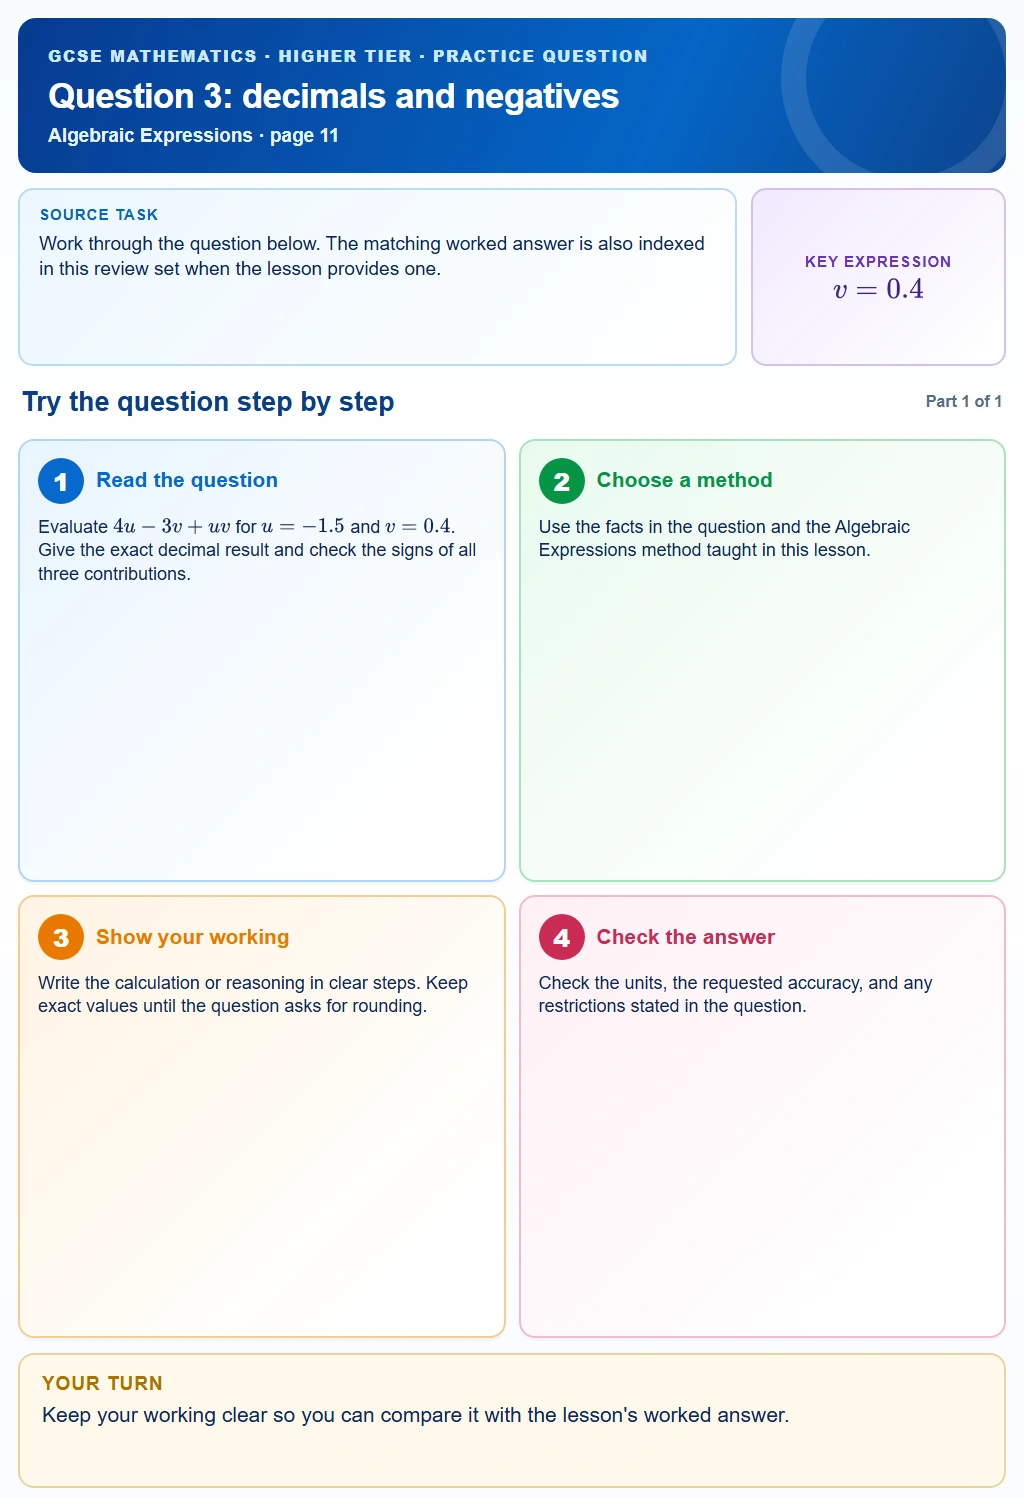 GCSE MATHEMATICS · HIGHER TIER · PRACTICE QUESTION
Question 3: decimals and negatives
Algebraic Expressions · page 11
SOURCE TASK
Work through the question below. The matching worked answer is also indexed
in this review set when the lesson provides one.
KEY EXPRESSION
v = 0.4
Try the question step by step
Part 1 of 1
1 Read the question
Evaluate 4u − 3v + uv for u = −1.5 and v = 0.4.
Give the exact decimal result and check the signs of all
three contributions.
2 Choose a method
Use the facts in the question and the Algebraic
Expressions method taught in this lesson.
3 Show your working
Write the calculation or reasoning in clear steps. Keep
exact values until the question asks for rounding.
4 Check the answer
Check the units, the requested accuracy, and any
restrictions stated in the question.
YOUR TURN
Keep your working clear so you can compare it with the lesson's worked answer.